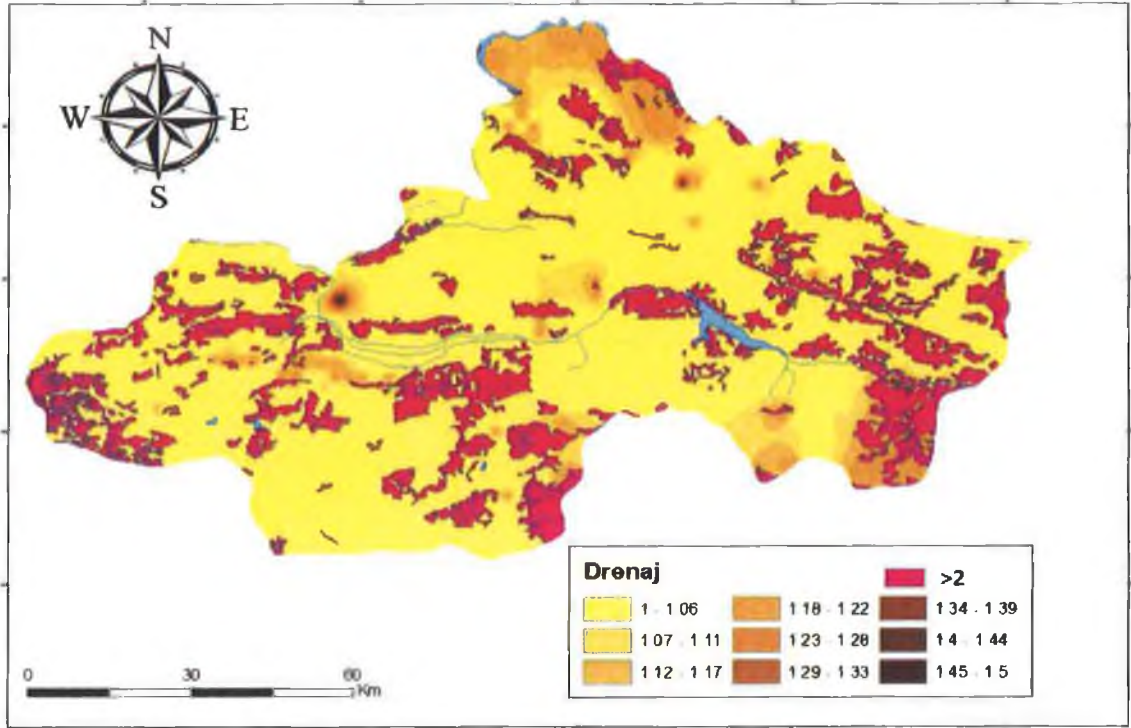 N
W E
S
Drenaj
>2
1 - 1 06
1 18 - 1 22
1 34 - 1 39
1 07 - 1 11
1 23 - 1 28
1 4 - 1 44
1 12 - 1 17
1 29 - 1 33
1 45 - 1 5
0 30 60
Km